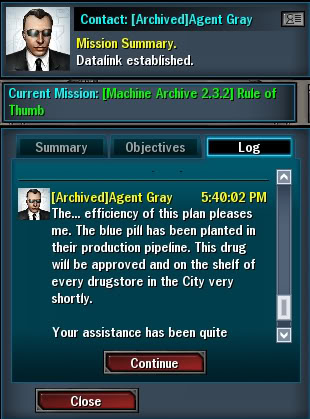 Contact: [Archived]Agent Gray
Mission Summary.
Datalink established.
Current Mission: [Machine Archive 2.3.2] Rule of
Thumb
Summary
Objectives
Log
[Archived]Agent Gray 5:40:02 PM
The... efficiency of this plan pleases
me. The blue pill has been planted in
their production pipeline. This drug
will be approved and on the shelf of
every drugstore in the City very
shortly.
Your assistance has been quite
Continue
Close